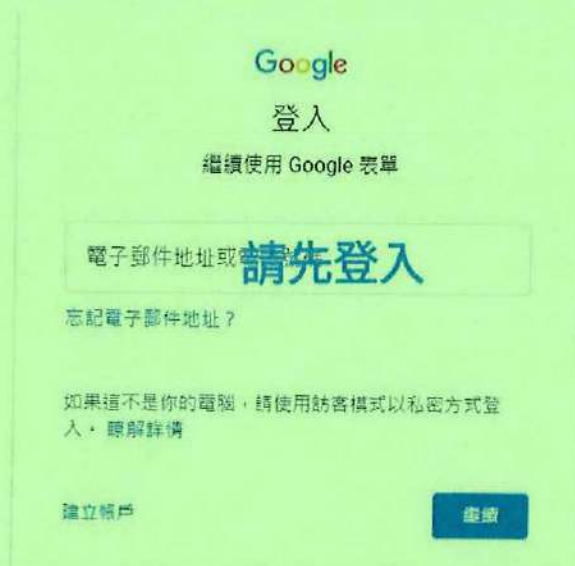 Google
登入
繼續使用 Google 表單
電子郵件地址或
請先登入
忘記電子郵件地址？
如果這不是你的電腦，請使用訪客模式以私密方式登
入。 瞭解詳情
建立帳戶
繼續